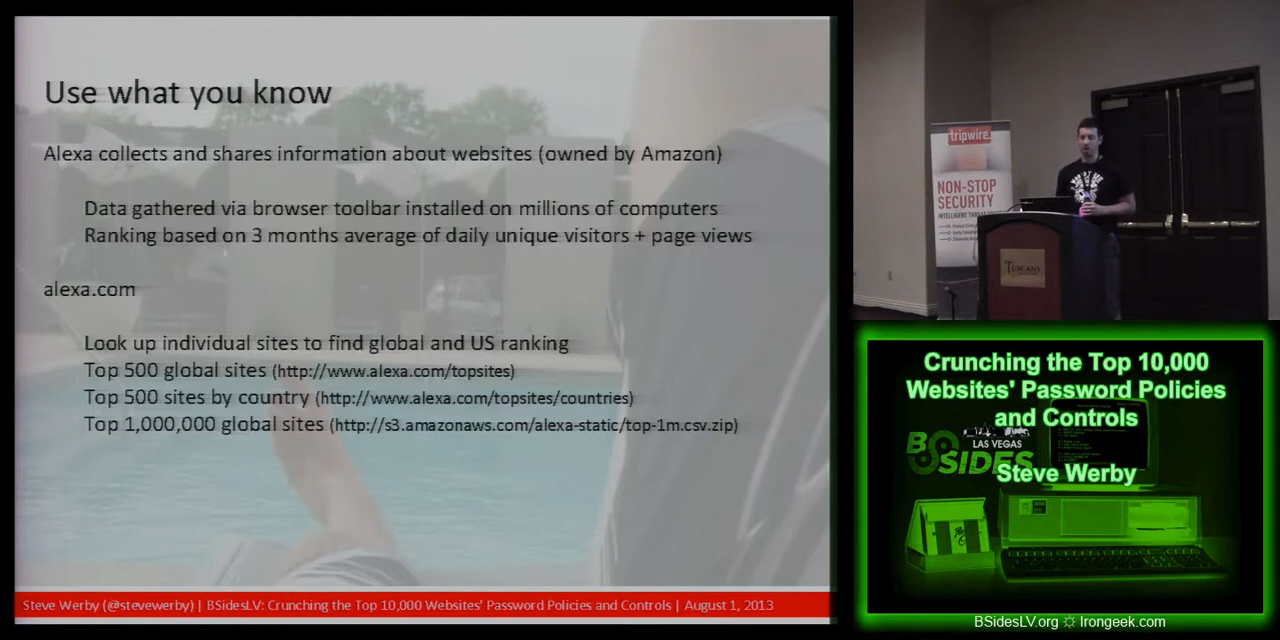 Use what you know
Alexa collects and shares information about websites (owned by Amazon)
Data gathered via browser toolbar installed on millions of computers
Ranking based on 3 months average of daily unique visitors + page views
alexa.com
Look up individual sites to find global and US ranking
Top 500 global sites (http://www.alexa.com/topsites)
Top 500 sites by country (http://www.alexa.com/topsites/countries)
Top 1,000,000 global sites (http://s3.amazonaws.com/alexa-static/top-1m.csv.zip)
Steve Werby (@stevewerby) | BSidesLV: Crunching the Top 10,000 Websites' Password Policies and Controls | August 1, 2013
tripwire
NON-STOP
SECURITY
TUSCANY
Crunching the Top 10,000
Websites' Password Policies
and Controls
LAS VEGAS
BSIDES
Steve Werby
BSidesLV.org ☼ Irongeek.com